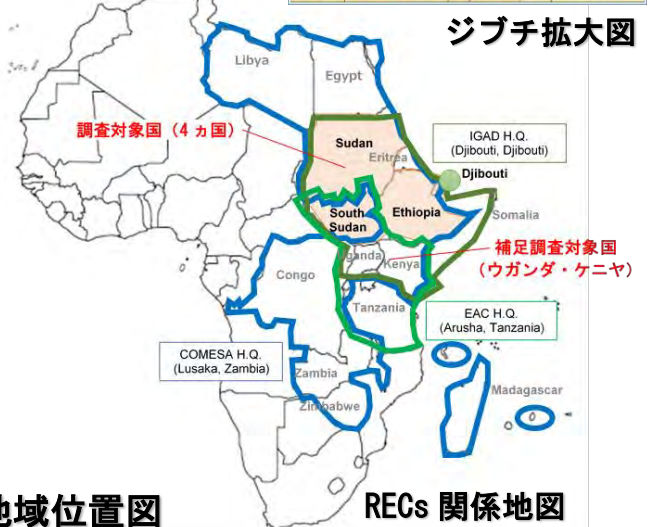 ジブチ拡大図
Libya
Egypt
調査対象国（4 ヵ国）
Sudan
Eritrea
IGAD H.Q.
(Djibouti, Djibouti)
Djibouti
South
Sudan
Ethiopia
Somalia
Uganda
Kenya
補足調査対象国
（ウガンダ・ケニヤ）
Congo
Tanzania
EAC H.Q.
(Arusha, Tanzania)
COMESA H.Q.
(Lusaka, Zambia)
Zambia
Madagascar
Zimbabwe
地域位置図
RECs 関係地図